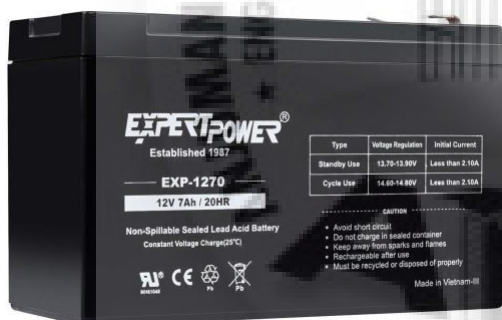 EXPERTPOWER®
Established 1987
EXP-1270
12V 7Ah / 20HR
Non-Spillable Sealed Lead Acid Battery
Constant Voltage Charge(25°C)
Pb
Pb
Type Voltage Regulation Initial Current
Standby Use 13.70-13.90V Less than 2.10A
Cycle Use 14.60-14.80V Less than 2.10A
CAUTION
• Avoid short circuit
• Do not charge in sealed container
• Keep away from sparks and flames
• Rechargeable after use
• Must be recycled or disposed of properly
Made in Vietnam-III